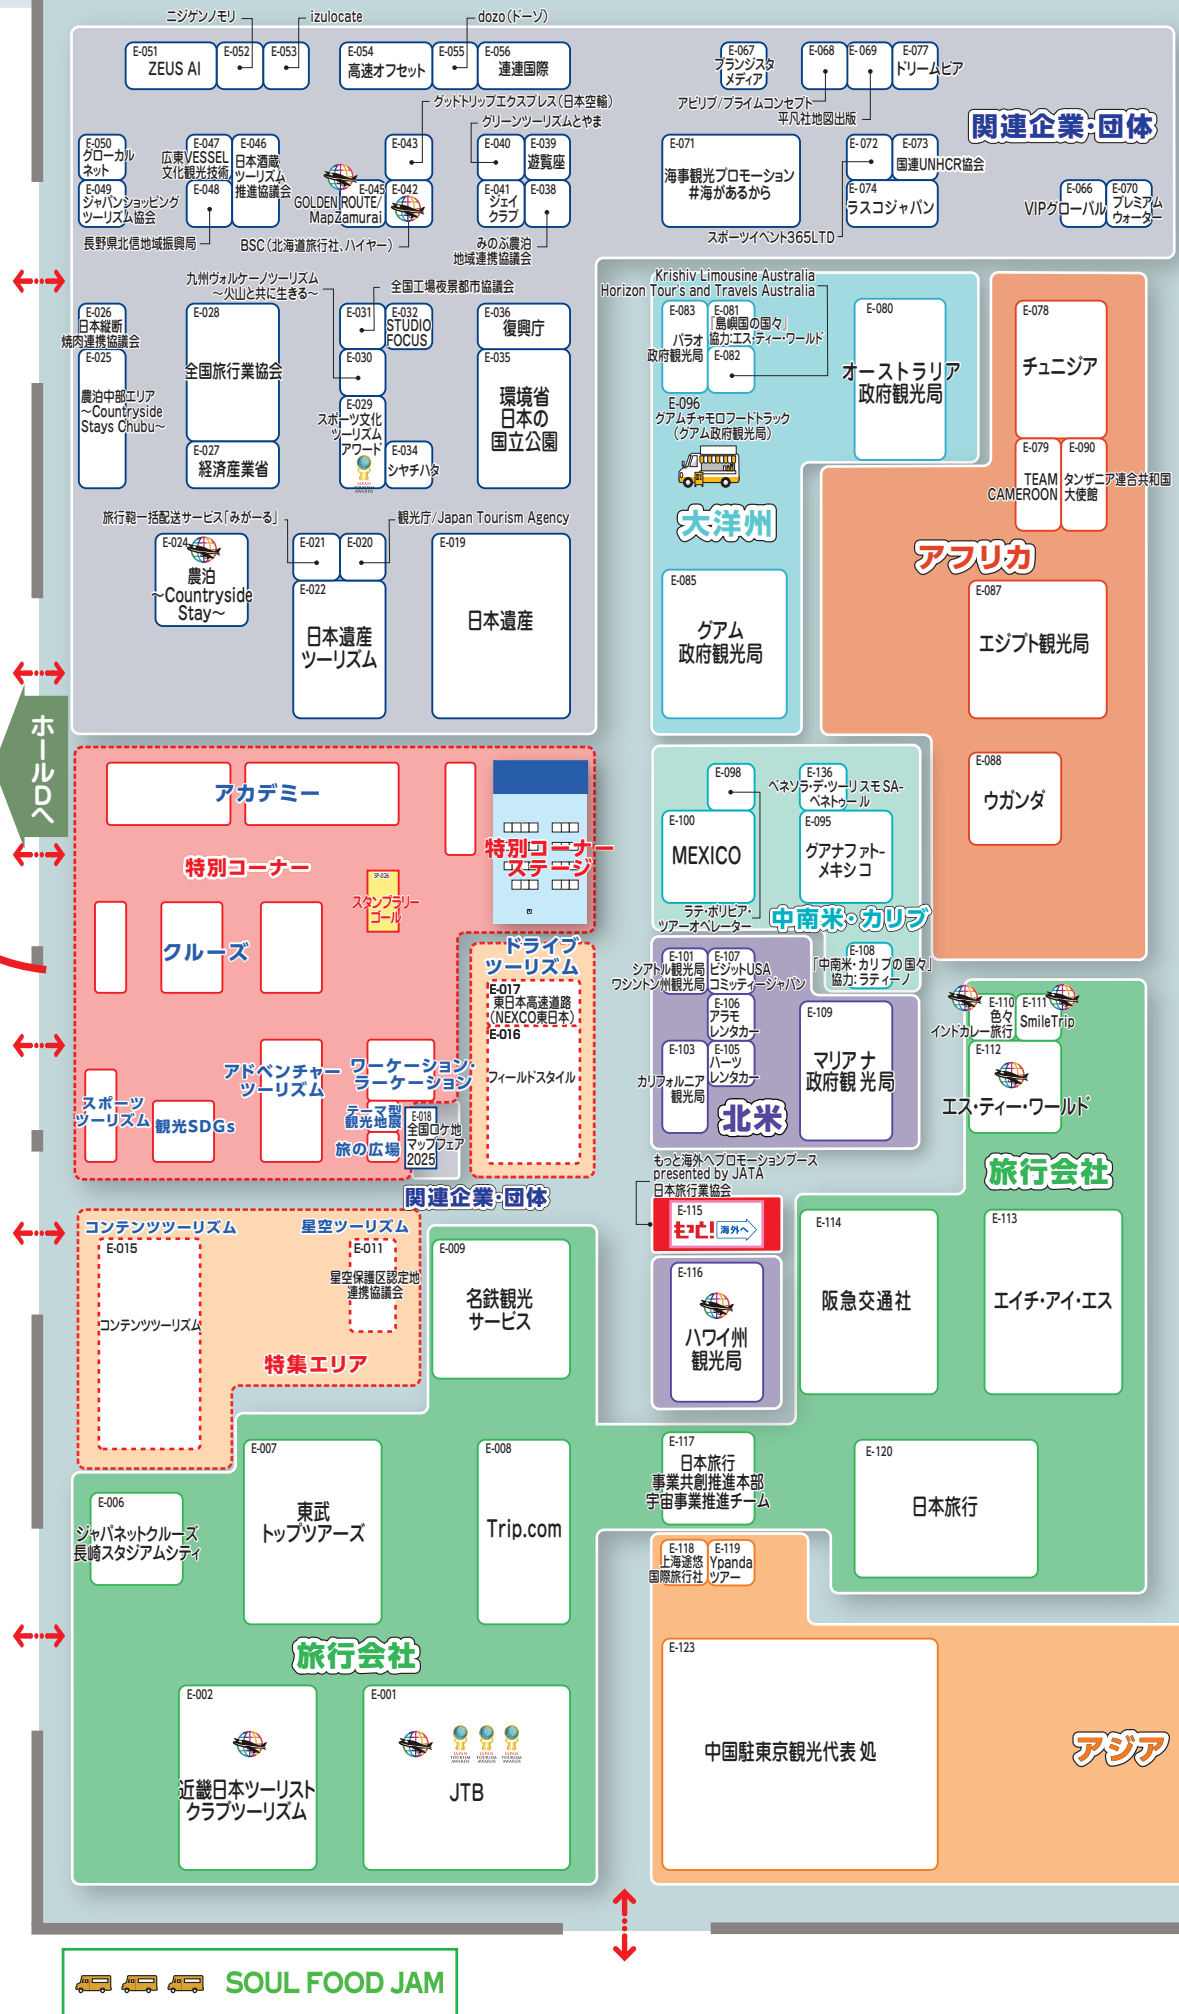 ニジゲンノモリ
izulocate
dozo（ドーゾ）
E-051
ZEUS AI
E-052
E-053
E-054
高速オフセット
E-055
E-056
連連国際
E-067
ブランジスタ
メディア
E-068
E-069
E-077
ドリームビア
アビリブ/プライムコンセプト
平凡社地図出版
関連企業・団体
グッドトリップエクスプレス（日本空輸）
グリーンツーリズムとやま
E-050
グローカル
ネット
E-049
ジャパンショッピング
ツーリズム協会
E-047
広東VESSEL
文化観光技術
E-048
E-046
日本酒蔵
ツーリズム
推進協議会
長野県北信地域振興局
E-043
E-045
GOLDEN ROUTE/
MapZamurai
E-042
BSC（北海道旅行社、ハイヤー）
E-040
E-039
遊覧座
E-041
ジェイ
クラブ
E-038
みのぶ農泊
地域連携協議会
E-071
海事観光プロモーション
＃海があるから
E-072
E-073
国連UNHCR協会
E-074
ラスコジャパン
スポーツイベント365LTD
E-066
VIPグローバル
E-070
プレミアム
ウォーター
九州ヴォルケーノツーリズム
～火山と共に生きる～
全国工場夜景都市協議会
E-026
日本縦断
焼肉連携協議会
E-025
農泊中部エリア
～Countryside
Stays Chubu～
E-028
全国旅行業協会
E-027
経済産業省
E-031
E-032
STUDIO
FOCUS
E-030
E-029
スポーツ文化
ツーリズム
アワード
JAPAN
TOURISM
AWARDS
E-034
シヤチハタ
E-036
復興庁
E-035
環境省
日本の
国立公園
旅行鞄一括配送サービス「みがーる」
観光庁/Japan Tourism Agency
E-024
農泊
～Countryside
Stay～
E-021
E-020
E-022
日本遺産
ツーリズム
E-019
日本遺産
Krishiv Limousine Australia
Horizon Tour's and Travels Australia
E-083
パラオ
政府観光局
E-081
「島嶼国の国々」
協力：エス・ティー・ワールド
E-082
E-080
オーストラリア
政府観光局
E-096
グアムチャモロフードトラック
（グアム政府観光局）
大洋州
E-085
グアム
政府観光局
E-078
チュニジア
E-079
TEAM
CAMEROON
E-090
タンザニア連合共和国
大使館
アフリカ
E-087
エジプト観光局
E-088
ウガンダ
ホールDへ
アカデミー
特別コーナー
特別コーナー
ステージ
SP-026
スタンプラリー
ゴール
クルーズ
アドベンチャー
ツーリズム
ワーケーション・
ラーケーション
スポーツ
ツーリズム
観光SDGs
テーマ型
観光地展
旅の広場
E-018
全国ロケ地
マップフェア
2025
関連企業・団体
ドライブ
ツーリズム
E-017
東日本高速道路
（NEXCO東日本）
E-016
フィールドスタイル
E-098
E-136
ベネソラ・デ・ツーリスモ SA-
ベネトゥール
E-100
MEXICO
E-095
グアナファト-
メキシコ
ラテ・ボリビア・
ツアーオペレーター
中南米・カリブ
E-108
「中南米・カリブの国々」
協力：ラティーノ
E-101
シアトル観光局
ワシントン州観光局
E-107
ビジットUSA
コミッティージャパン
E-106
アラモ
レンタカー
E-103
カリフォルニア
観光局
E-105
ハーツ
レンタカー
E-109
マリアナ
政府観光局
北米
E-110
色々
インドカレー旅行
E-111
SmileTrip
E-112
エス・ティー・ワールド
旅行会社
もっと海外へプロモーションブース
presented by JATA
日本旅行業協会
E-115
もっと！
海外へ
E-116
ハワイ州
観光局
E-114
阪急交通社
E-113
エイチ・アイ・エス
コンテンツツーリズム
E-015
コンテンツツーリズム
星空ツーリズム
E-011
星空保護区認定地
連携協議会
特集エリア
E-009
名鉄観光
サービス
E-007
東武
トップツアーズ
E-008
Trip.com
E-006
ジャパネットクルーズ
長崎スタジアムシティ
旅行会社
E-002
近畿日本ツーリスト
クラブツーリズム
E-001
JAPAN
TOURISM
AWARDS
JAPAN
TOURISM
AWARDS
JAPAN
TOURISM
AWARDS
JTB
E-117
日本旅行
事業共創推進本部
宇宙事業推進チーム
E-120
日本旅行
E-118
上海途悠
国際旅行社
E-119
Ypanda
ツアー
E-123
中国駐東京観光代表処
アジア
SOUL FOOD JAM